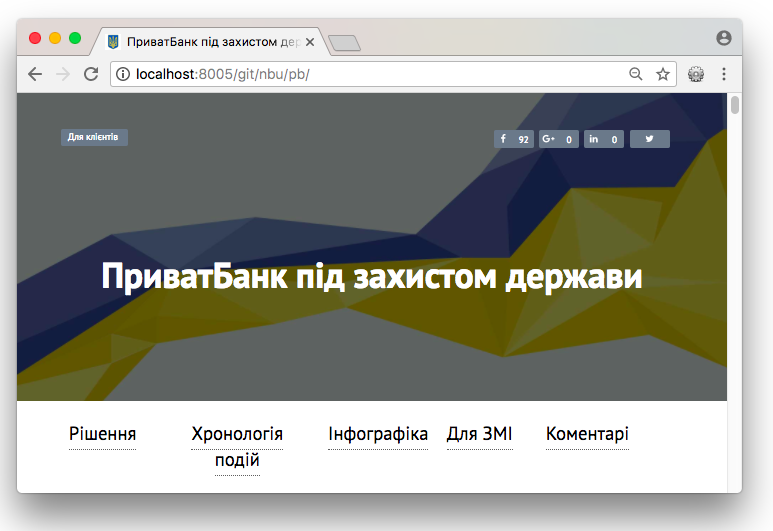 ПриватБанк під захистом дер
localhost:8005/git/nbu/pb/
Для клієнтів
92
G+ 0
in 0
ПриватБанк під захистом держави
Рішення Хронологія подій Інфографіка Для ЗМІ Коментарі